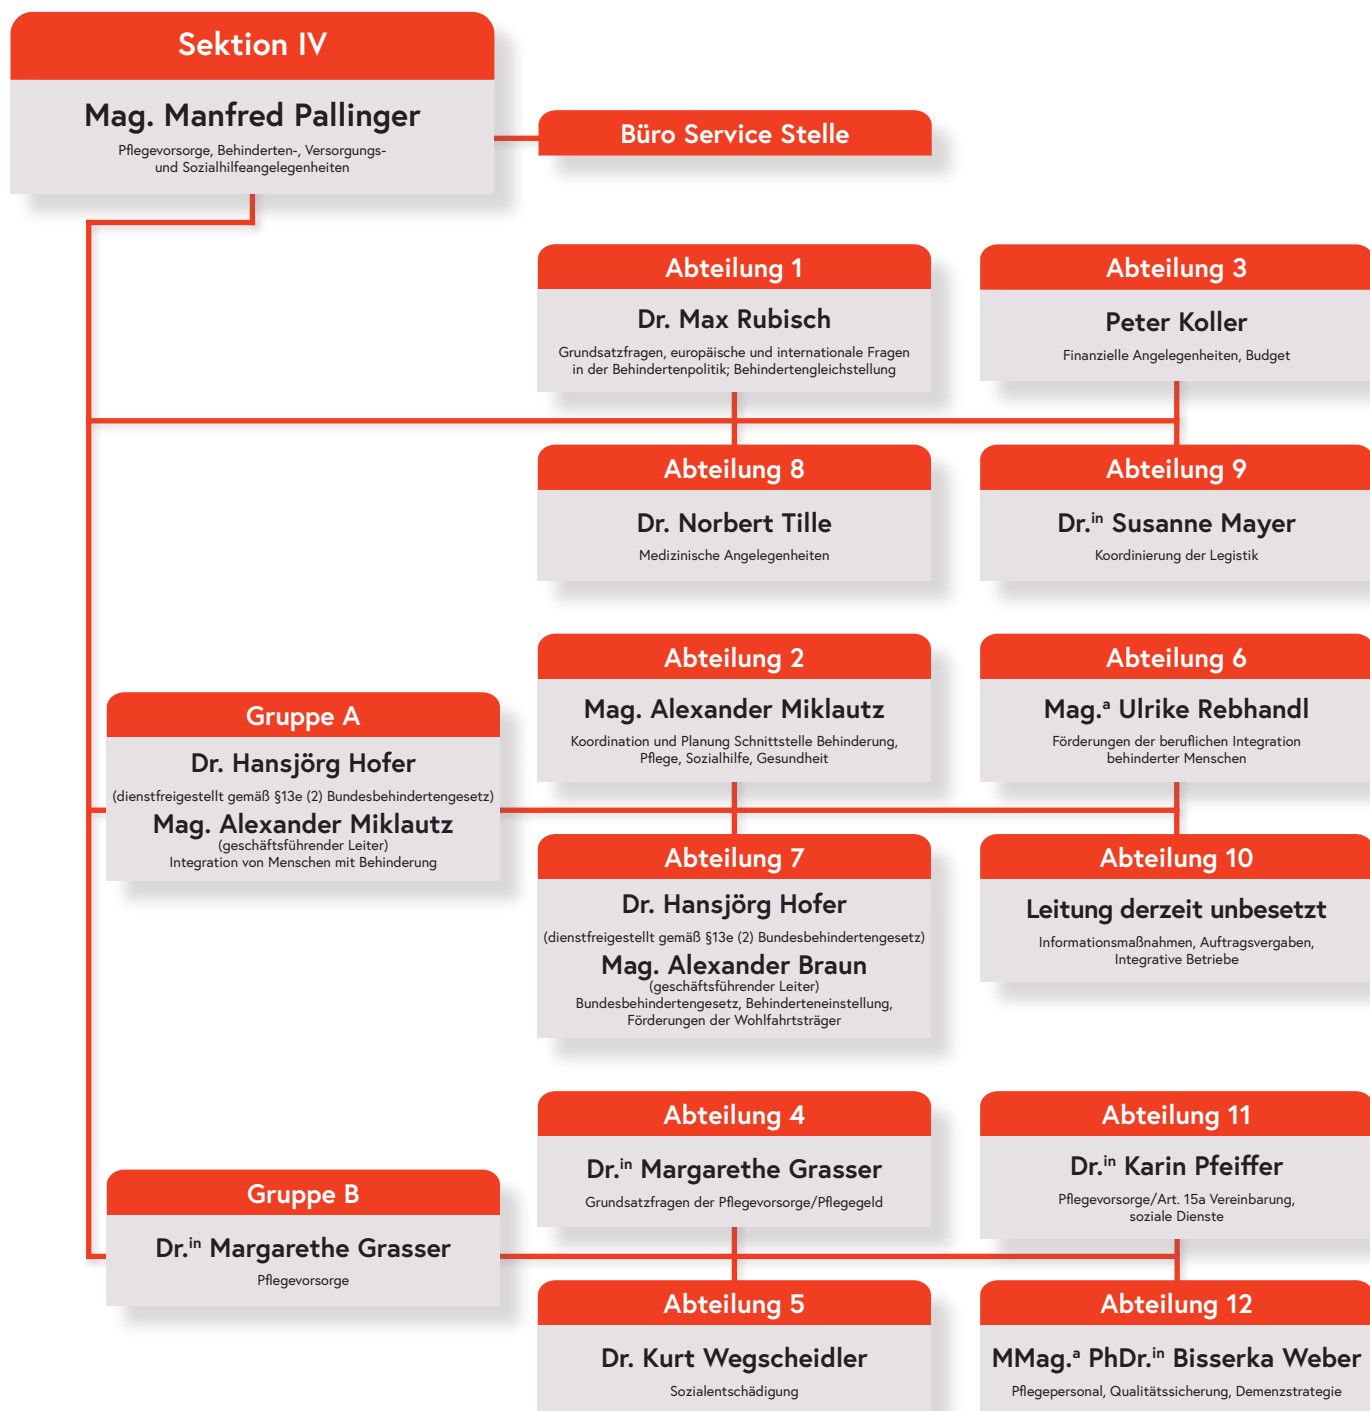 Sektion IV
Mag. Manfred Pallinger
Pflegevorsorge, Behinderten-, Versorgungs-
und Sozialhilfeangelegenheiten
Büro Service Stelle
Abteilung 1
Dr. Max Rubisch
Grundsatzfragen, europäische und internationale Fragen
in der Behindertenpolitik; Behindertengleichstellung
Abteilung 3
Peter Koller
Finanzielle Angelegenheiten, Budget
Abteilung 8
Dr. Norbert Tille
Medizinische Angelegenheiten
Abteilung 9
Dr.in Susanne Mayer
Koordinierung der Legistik
Gruppe A
Dr. Hansjörg Hofer
(dienstfreigestellt gemäß §13e (2) Bundesbehindertengesetz)
Mag. Alexander Miklautz
(geschäftsführender Leiter)
Integration von Menschen mit Behinderung
Abteilung 2
Mag. Alexander Miklautz
Koordination und Planung Schnittstelle Behinderung,
Pflege, Sozialhilfe, Gesundheit
Abteilung 6
Mag.a Ulrike Rebhandl
Förderungen der beruflichen Integration
behinderter Menschen
Abteilung 7
Dr. Hansjörg Hofer
(dienstfreigestellt gemäß §13e (2) Bundesbehindertengesetz)
Mag. Alexander Braun
(geschäftsführender Leiter)
Bundesbehindertengesetz, Behinderteneinstellung,
Förderungen der Wohlfahrtsträger
Abteilung 10
Leitung derzeit unbesetzt
Informationsmaßnahmen, Auftragsvergaben,
Integrative Betriebe
Gruppe B
Dr.in Margarethe Grasser
Pflegevorsorge
Abteilung 4
Dr.in Margarethe Grasser
Grundsatzfragen der Pflegevorsorge/Pflegegeld
Abteilung 11
Dr.in Karin Pfeiffer
Pflegevorsorge/Art. 15a Vereinbarung,
soziale Dienste
Abteilung 5
Dr. Kurt Wegscheidler
Sozialentschädigung
Abteilung 12
MMag.a PhDr.in Bisserka Weber
Pflegepersonal, Qualitätssicherung, Demenzstrategie